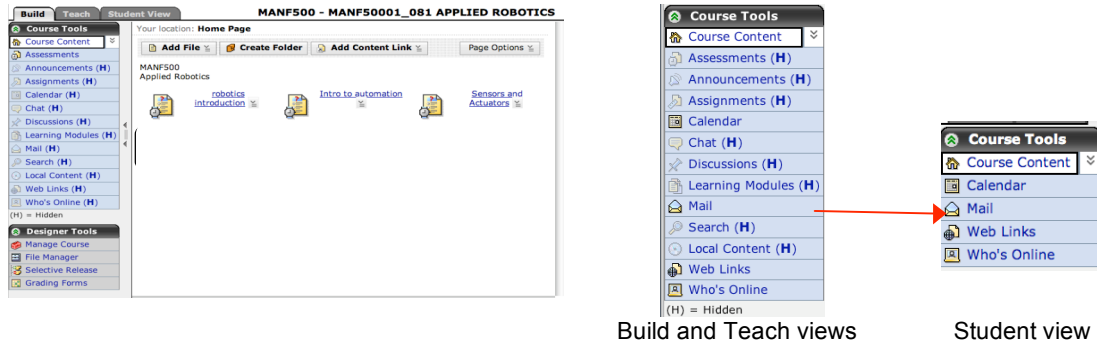 Build Teach Student View MANF500 - MANF50001_081 APPLIED ROBOTICS
Course Tools
Course Content
Assessments
Announcements (H)
Assignments (H)
Calendar (H)
Chat (H)
Discussions (H)
Learning Modules (H)
Mail (H)
Search (H)
Local Content (H)
Web Links (H)
Who's Online (H)
(H) = Hidden
Designer Tools
Manage Course
File Manager
Selective Release
Grading Forms
Your location: Home Page
Add File Create Folder Add Content Link Page Options
MANF500
Applied Robotics
robotics
introduction
Intro to automation
Sensors and
Actuators
Course Tools
Course Content
Assessments (H)
Announcements (H)
Assignments (H)
Calendar
Chat (H)
Discussions (H)
Learning Modules (H)
Mail
Search (H)
Local Content (H)
Web Links
Who's Online
(H) = Hidden
Build and Teach views
Course Tools
Course Content
Calendar
Mail
Web Links
Who's Online
Student view